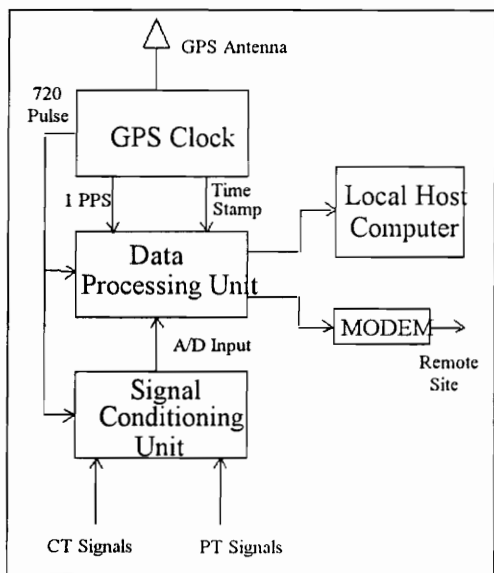 GPS Antenna
720
Pulse
GPS Clock
1 PPS
Time
Stamp
Local Host
Computer
Data
Processing Unit
MODEM
Remote
Site
A/D Input
Signal
Conditioning
Unit
CT Signals
PT Signals